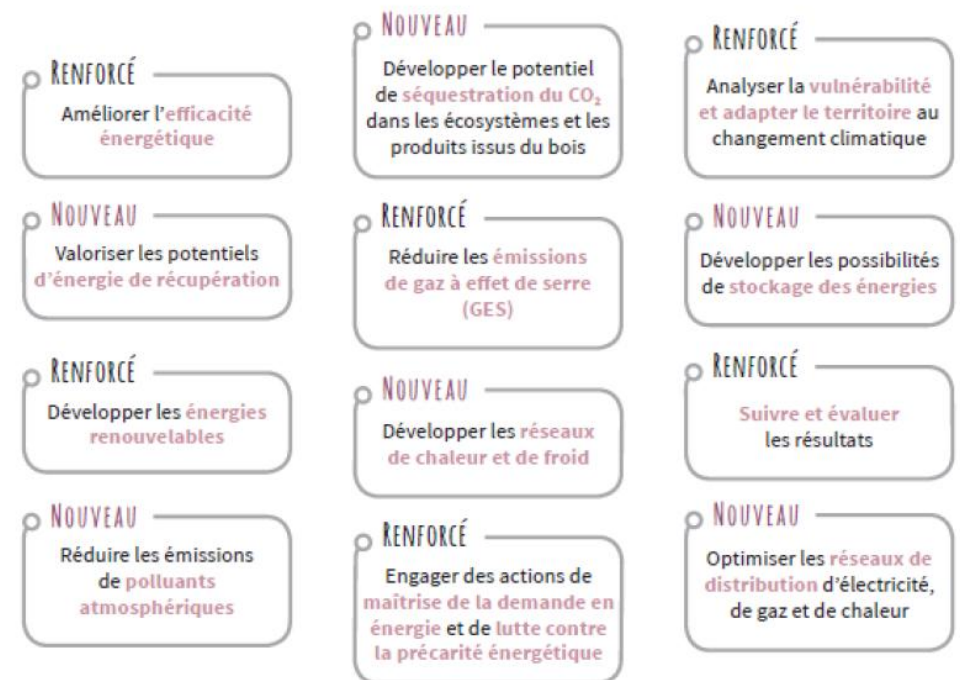 RENFORCÉ
Améliorer l'efficacité
énergétique
NOUVEAU
Valoriser les potentiels
d'énergie de récupération
RENFORCÉ
Développer les énergies
renouvelables
NOUVEAU
Réduire les émissions
de polluants
atmosphériques
NOUVEAU
Développer le potentiel
de séquestration du CO₂
dans les écosystèmes et les
produits issus du bois
RENFORCÉ
Réduire les émissions
de gaz à effet de serre
(GES)
NOUVEAU
Développer les réseaux
de chaleur et de froid
RENFORCÉ
Engager des actions de
maîtrise de la demande en
énergie et de lutte contre
la précarité énergétique
RENFORCÉ
Analyser la vulnérabilité
et adapter le territoire au
changement climatique
NOUVEAU
Développer les possibilités
de stockage des énergies
RENFORCÉ
Suivre et évaluer
les résultats
NOUVEAU
Optimiser les réseaux de
distribution d'électricité,
de gaz et de chaleur